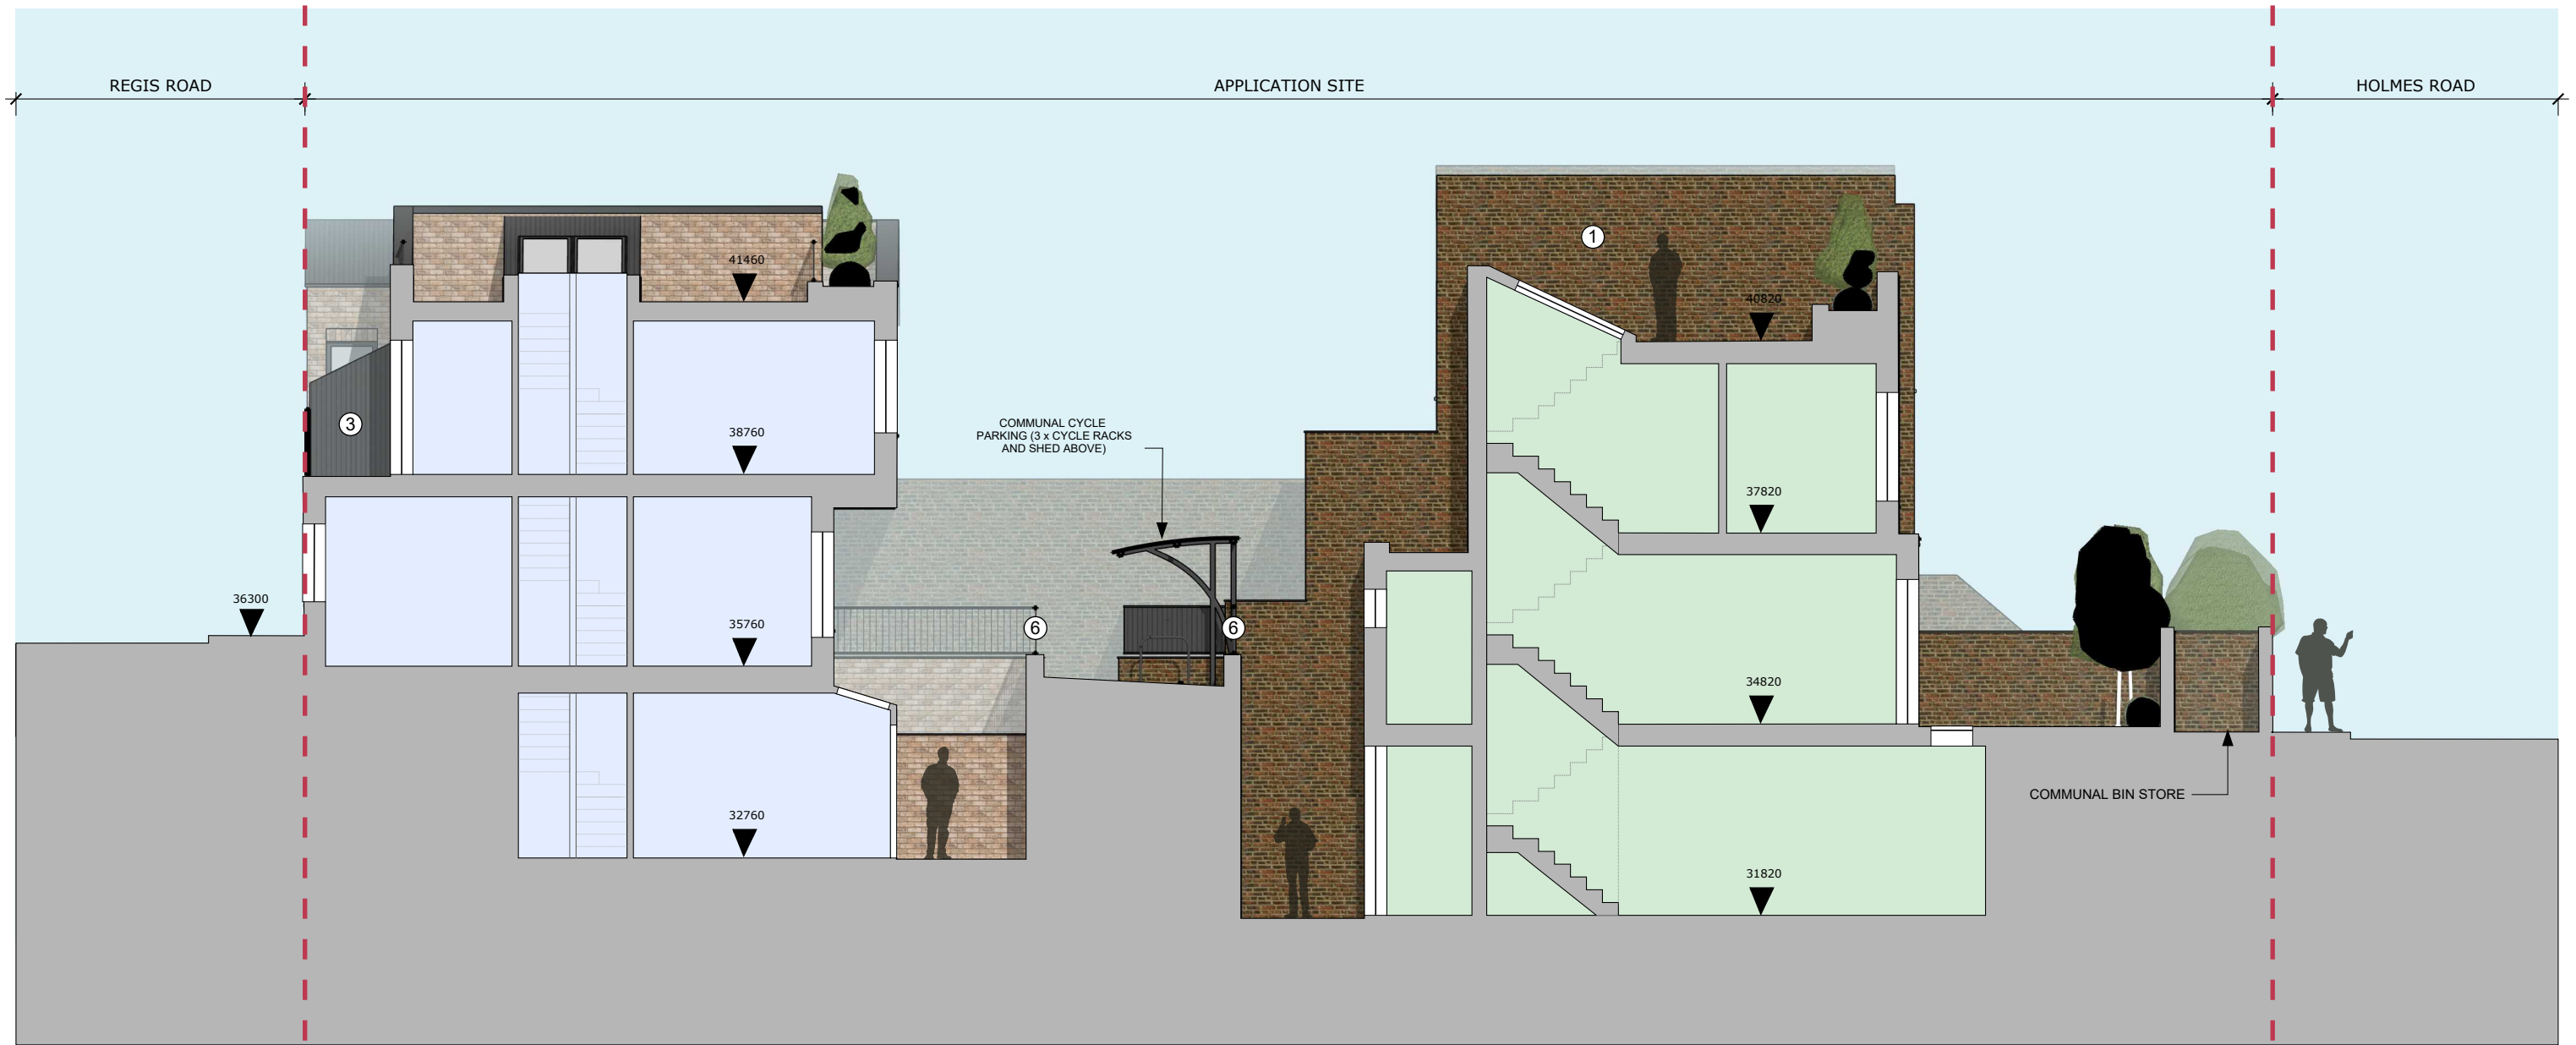 REGIS ROAD
APPLICATION SITE
HOLMES ROAD
1
41460
40820
3
COMMUNAL CYCLE
PARKING (3 x CYCLE RACKS
AND SHED ABOVE)
38760
37820
36300
6
6
35760
34820
COMMUNAL BIN STORE
32760
31820